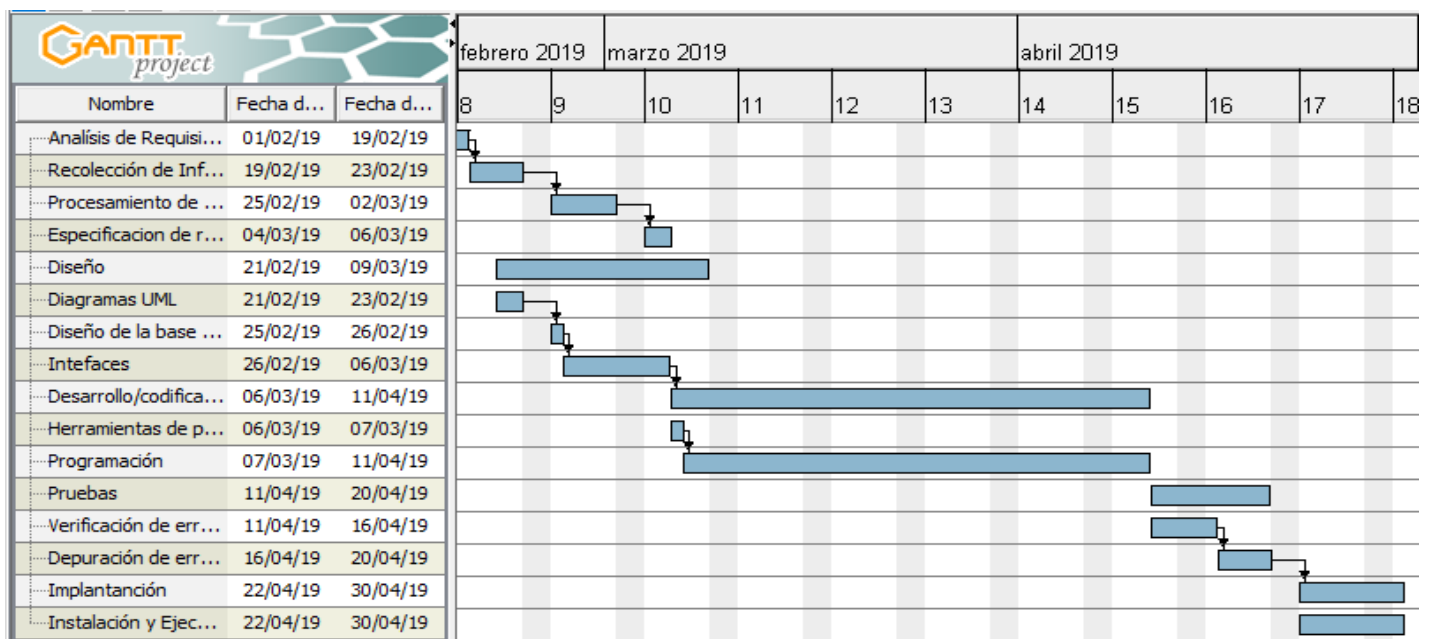 GANTT
project
febrero 2019 marzo 2019 abril 2019
Nombre Fecha d... Fecha d... 8 9 10 11 12 13 14 15 16 17 18
Analísis de Requisi... 01/02/19 19/02/19
Recolección de Inf... 19/02/19 23/02/19
Procesamiento de ... 25/02/19 02/03/19
Especificacion de r... 04/03/19 06/03/19
Diseño 21/02/19 09/03/19
Diagramas UML 21/02/19 23/02/19
Diseño de la base ... 25/02/19 26/02/19
Intefaces 26/02/19 06/03/19
Desarrollo/codifica... 06/03/19 11/04/19
Herramientas de p... 06/03/19 07/03/19
Programación 07/03/19 11/04/19
Pruebas 11/04/19 20/04/19
Verificación de err... 11/04/19 16/04/19
Depuración de err... 16/04/19 20/04/19
Implantanción 22/04/19 30/04/19
Instalación y Ejec... 22/04/19 30/04/19